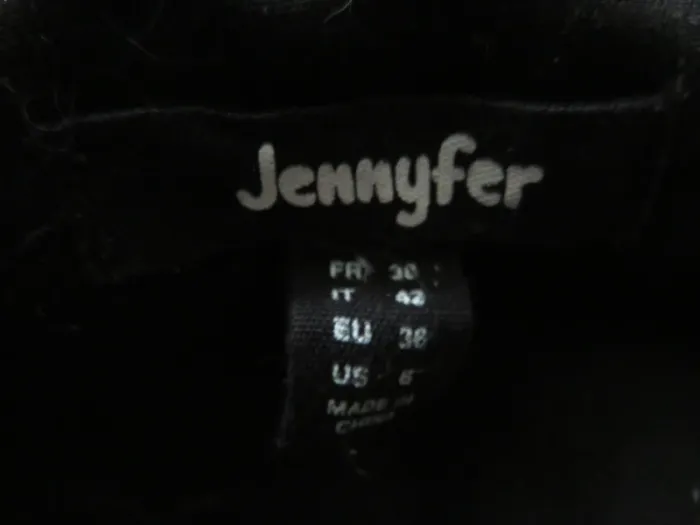 Jennyfer
FR 38
IT 42
EU 38
US 6
MADE IN
CHINA